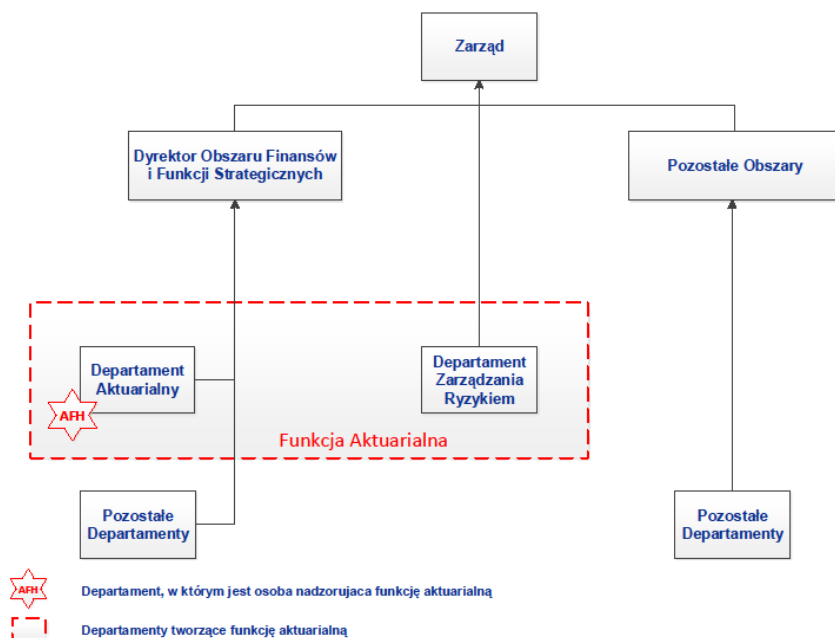 Zarząd
Dyrektor Obszaru Finansów
i Funkcji Strategicznych
Pozostałe Obszary
Departament
Aktuarialny
Departament
Zarządzania
Ryzykiem
AFH
Funkcja Aktuarialna
Pozostałe
Departamenty
Pozostałe
Departamenty
AFH
Departament, w którym jest osoba nadzorujaca funkcję aktuarialną
Departamenty tworzące funkcję aktuarialną